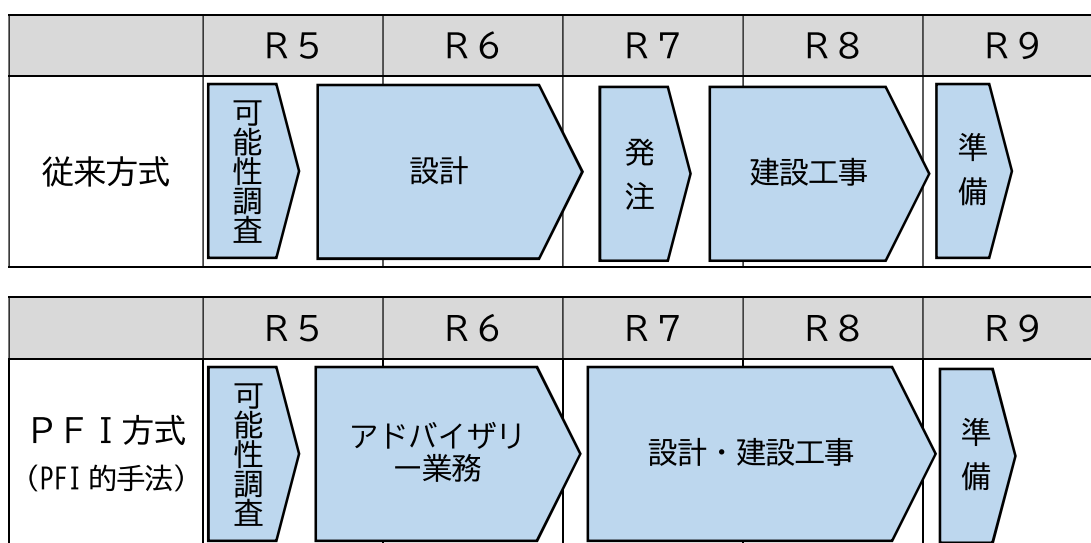 Ｒ５ Ｒ６ Ｒ７ Ｒ８ Ｒ９
従来方式
可能性調査
設計
発注
建設工事
準備
Ｒ５ Ｒ６ Ｒ７ Ｒ８ Ｒ９
ＰＦＩ方式
（PFI 的手法）
可能性調査
アドバイザリ
ー業務
設計・建設工事
準備